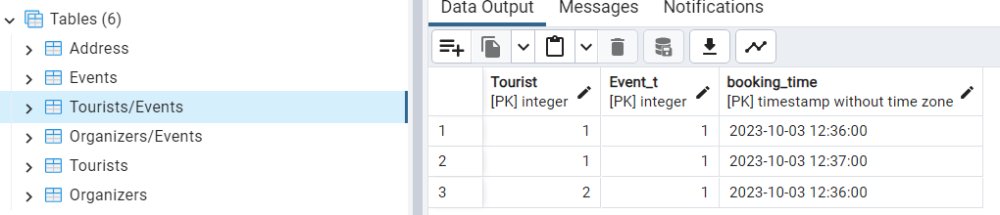 Tables (6)
Address
Events
Tourists/Events
Organizers/Events
Tourists
Organizers
Data Output Messages Notifications
Tourist Event_t booking_time
[PK] integer [PK] integer [PK] timestamp without time zone
1 1 1 2023-10-03 12:36:00
2 1 1 2023-10-03 12:37:00
3 2 1 2023-10-03 12:36:00